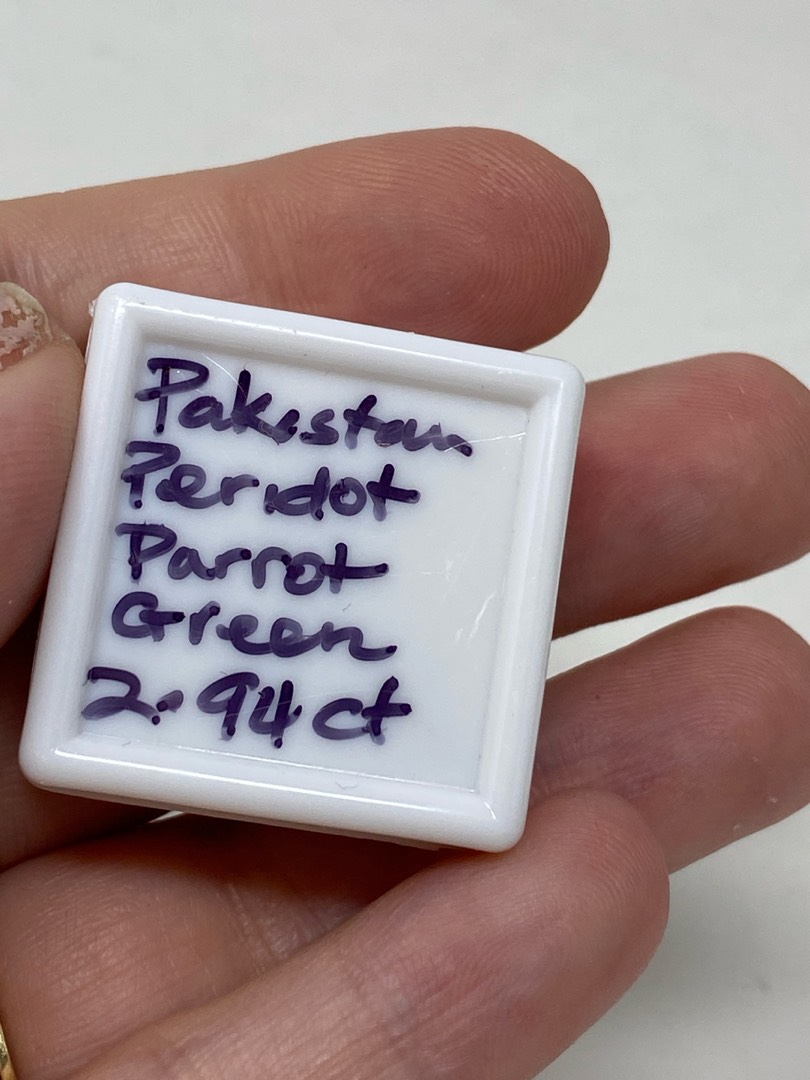 Pakistan
Peridot
Parrot
Green
2.94ct